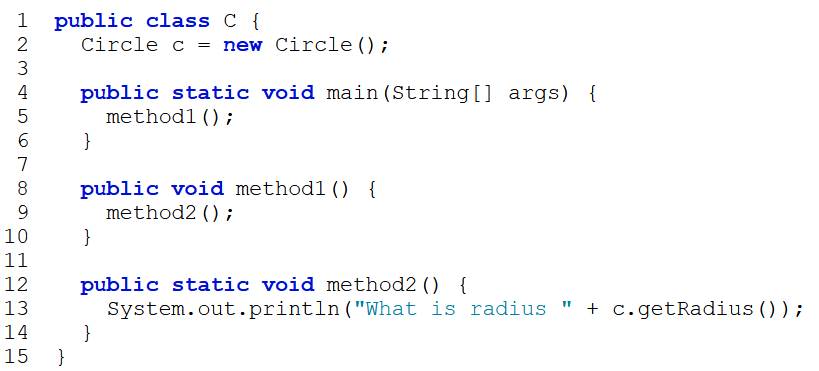 1 public class C {
2   Circle c = new Circle();
3
4   public static void main(String[] args) {
5     method1();
6   }
7
8   public void method1() {
9     method2();
10   }
11
12   public static void method2() {
13     System.out.println("What is radius " + c.getRadius());
14   }
15 }